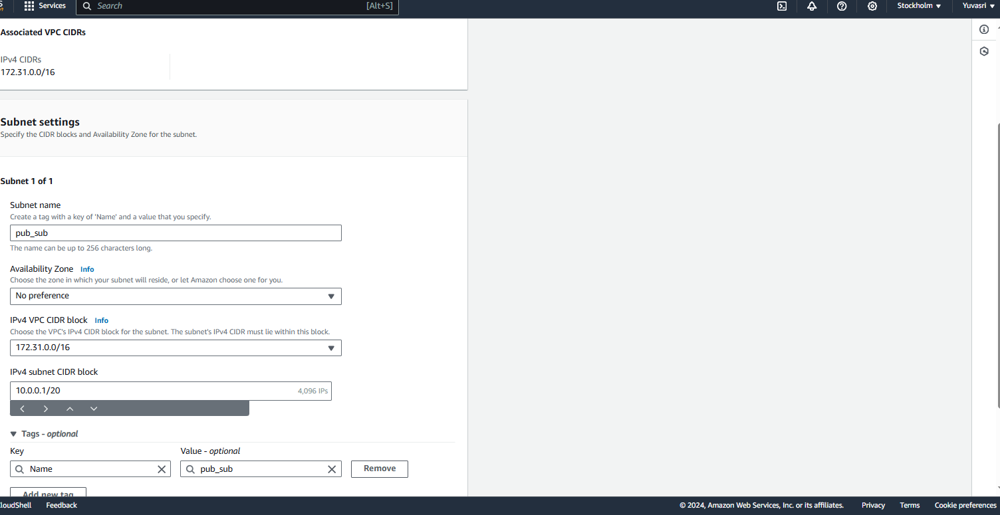 Services Search [Alt+S] Stockholm Yuvasri
Associated VPC CIDRs
IPv4 CIDRs
172.31.0.0/16
Subnet settings
Specify the CIDR blocks and Availability Zone for the subnet.
Subnet 1 of 1
Subnet name
Create a tag with a key of 'Name' and a value that you specify.
pub_sub
The name can be up to 256 characters long.
Availability Zone Info
Choose the zone in which your subnet will reside, or let Amazon choose one for you.
No preference
IPv4 VPC CIDR block Info
Choose the VPC's IPv4 CIDR block for the subnet. The subnet's IPv4 CIDR must lie within this block.
172.31.0.0/16
IPv4 subnet CIDR block
10.0.0.1/20 4,096 IPs
Tags - optional
Key Value - optional
Name pub_sub Remove
Add new tag
CloudShell Feedback © 2024, Amazon Web Services, Inc. or its affiliates. Privacy Terms Cookie preferences